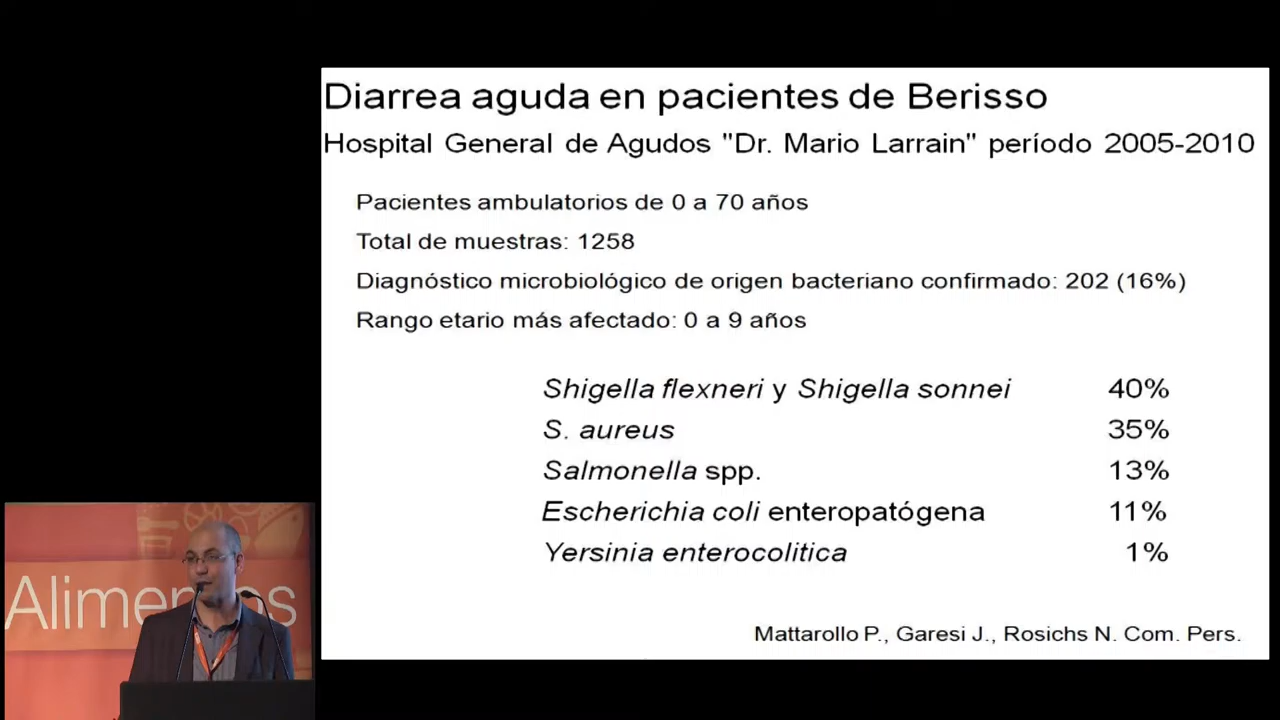 Diarrea aguda en pacientes de Berisso
Hospital General de Agudos "Dr. Mario Larrain" período 2005-2010
Pacientes ambulatorios de 0 a 70 años
Total de muestras: 1258
Diagnóstico microbiológico de origen bacteriano confirmado: 202 (16%)
Rango etario más afectado: 0 a 9 años
Shigella flexneri y Shigella sonnei 40%
S. aureus 35%
Salmonella spp. 13%
Escherichia coli enteropatógena 11%
Yersinia enterocolitica 1%
Mattarollo P., Garesi J., Rosichs N. Com. Pers.
Alimentos